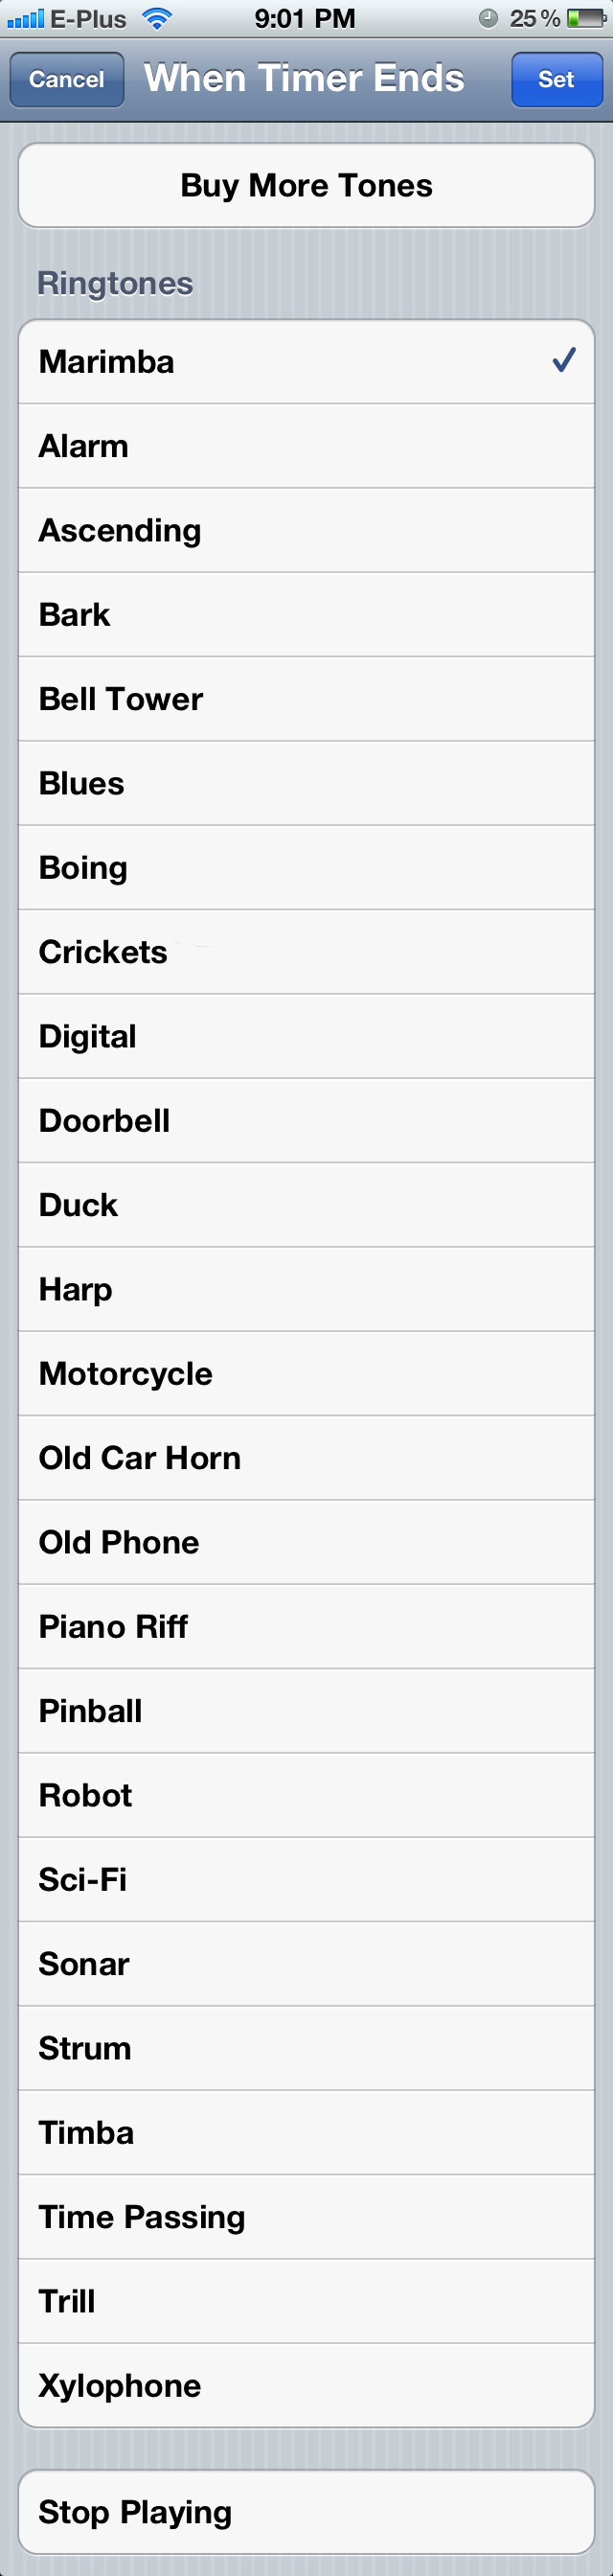 E-Plus 9:01 PM 25 %
Cancel When Timer Ends Set
Buy More Tones
Ringtones
Marimba
Alarm
Ascending
Bark
Bell Tower
Blues
Boing
Crickets
Digital
Doorbell
Duck
Harp
Motorcycle
Old Car Horn
Old Phone
Piano Riff
Pinball
Robot
Sci-Fi
Sonar
Strum
Timba
Time Passing
Trill
Xylophone
Stop Playing